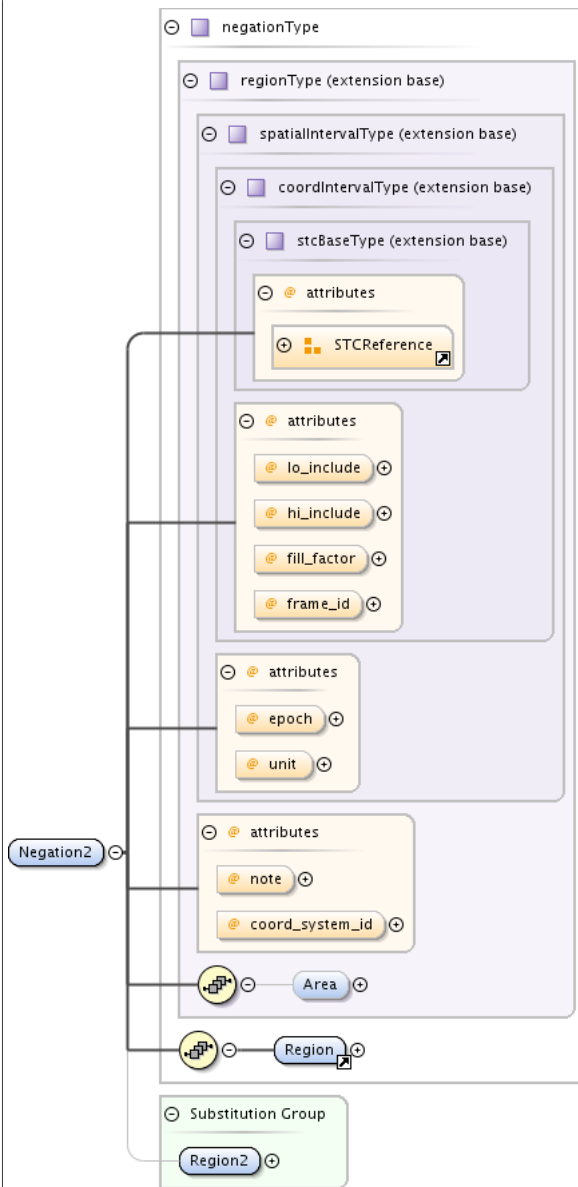 negationType
regionType (extension base)
spatialIntervalType (extension base)
coordIntervalType (extension base)
stcBaseType (extension base)
@ attributes
STCReference
@ attributes
@ lo_include
@ hi_include
@ fill_factor
@ frame_id
@ attributes
@ epoch
@ unit
@ attributes
Negation2
@ note
@ coord_system_id
Area
Region
Substitution Group
Region2